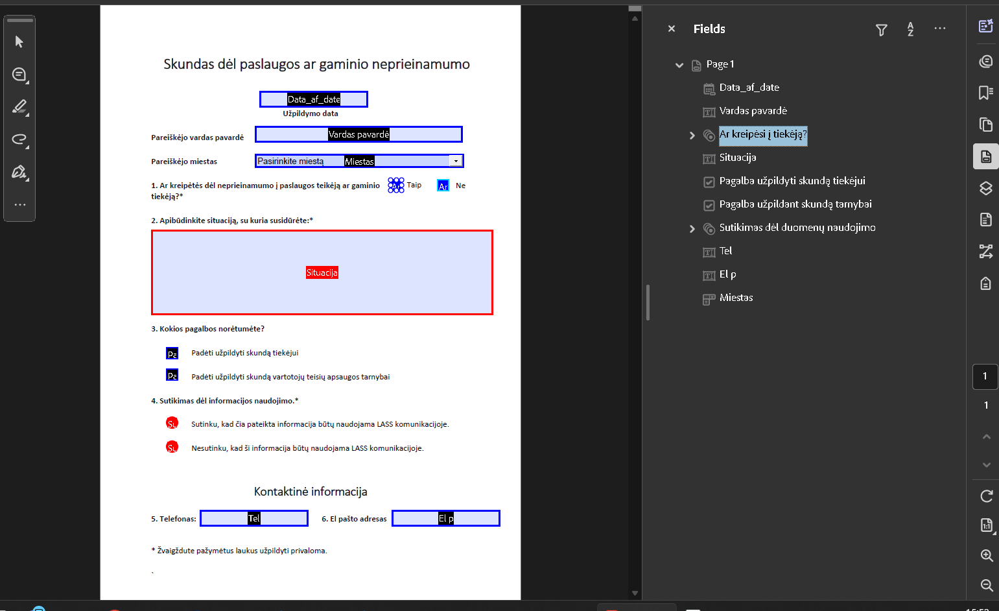 Skundas dėl paslaugos ar gaminio neprieinamumo
Data_af_date
Užpildymo data
Pareiškėjo vardas pavardė
Vardas pavardė
Pareiškėjo miestas
Pasirinkite miestą
Miestas
1. Ar kreipėtės dėl neprieinamumo į paslaugos teikėją ar gaminio
tiekėją?*
Taip
Ar
Ne
2. Apibūdinkite situaciją, su kuria susidūrėte:*
Situacija
3. Kokios pagalbos norėtumėte?
Pa
Padėti užpildyti skundą tiekėjui
Pa
Padėti užpildyti skundą vartotojų teisių apsaugos tarnybai
4. Sutikimas dėl informacijos naudojimo.*
Su
Sutinku, kad čia pateikta informacija būtų naudojama LASS komunikacijoje.
Su
Nesutinku, kad ši informacija būtų naudojama LASS komunikacijoje.
Kontaktinė informacija
5. Telefonas:
Tel
6. El pašto adresas
El p
* Žvaigždute pažymėtus laukus užpildyti privaloma.
`
Fields
A
Z
Page 1
Data_af_date
Vardas pavardė
Ar kreipėsi į tiekėją?
Situacija
Pagalba užpildyti skundą tiekėjui
Pagalba užpildant skundą tarnybai
Sutikimas dėl duomenų naudojimo
Tel
El p
Miestas
1
1
1:1